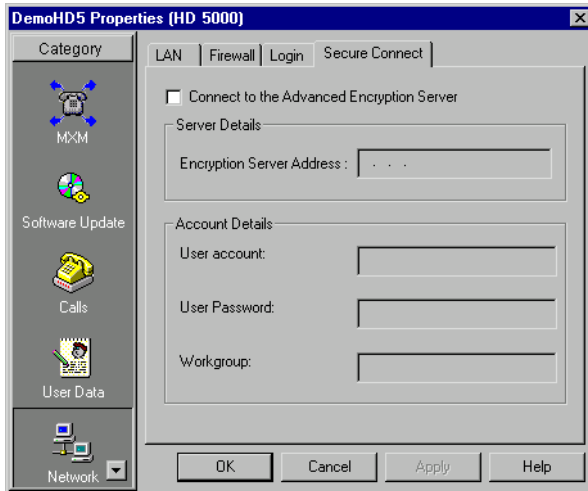 DemoHD5 Properties (HD 5000)
Category
MXM
Software Update
Calls
User Data
Network
LAN
Firewall
Login
Secure Connect
Connect to the Advanced Encryption Server
Server Details
Encryption Server Address :
. . .
Account Details
User account:
User Password:
Workgroup:
OK
Cancel
Apply
Help